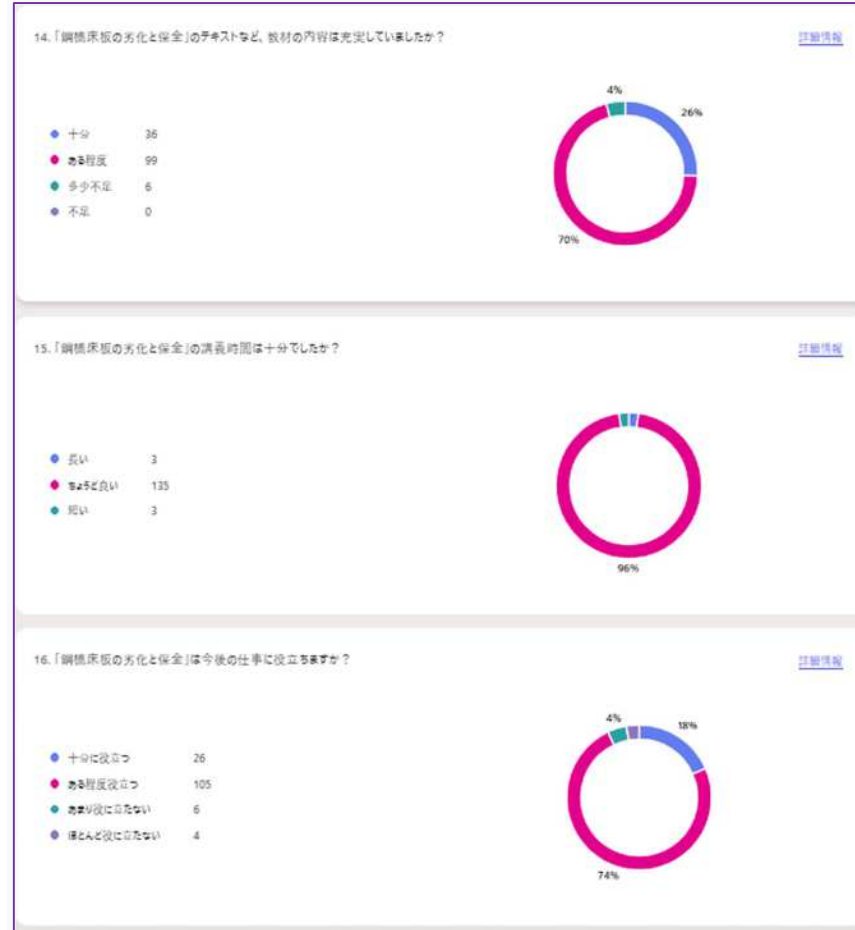 14.「鋼橋床板の劣化と保全」のテキストなど、教材の内容は充実していましたか？
詳細情報
十分 36
ある程度 99
多少不足 6
不足 0
4%
26%
70%
15.「鋼橋床板の劣化と保全」の講義時間は十分でしたか？
詳細情報
長い 3
ちょうど良い 135
短い 3
96%
16.「鋼橋床板の劣化と保全」は今後の仕事に役立ちますか？
詳細情報
十分に役立つ 26
ある程度役立つ 105
あまり役に立たない 6
ほとんど役に立たない 4
4%
18%
74%